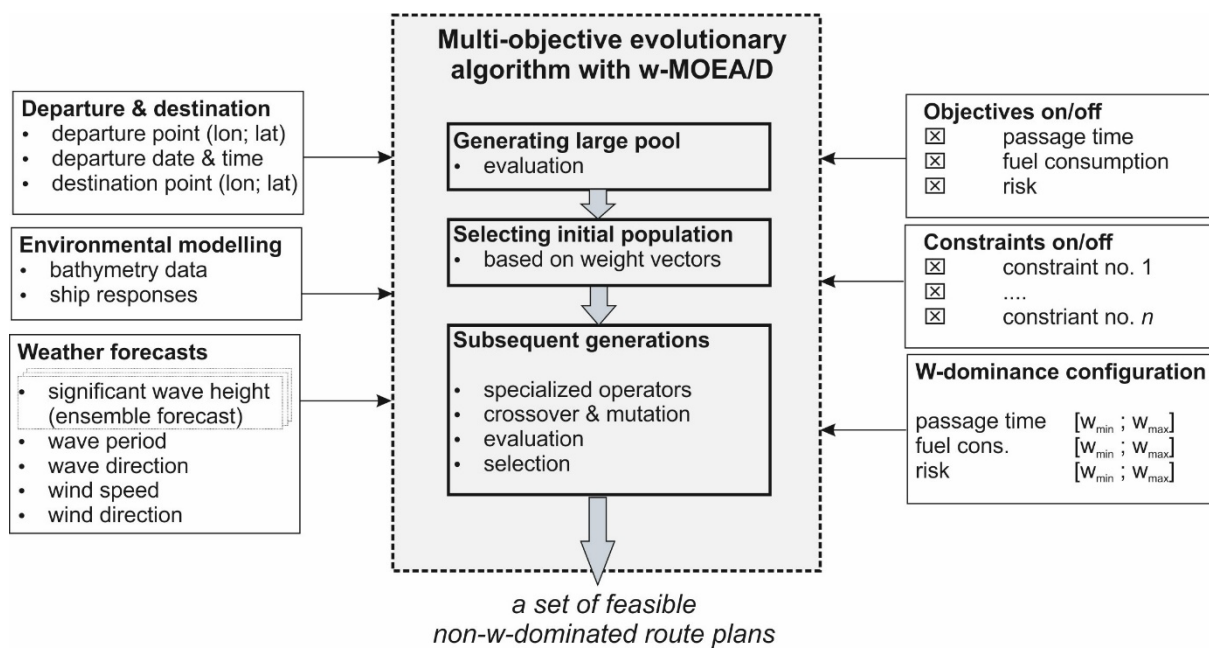 Multi-objective evolutionary
algorithm with w-MOEA/D
Departure & destination
• departure point (lon; lat)
• departure date & time
• destination point (lon; lat)
Environmental modelling
• bathymetry data
• ship responses
Weather forecasts
• significant wave height
(ensemble forecast)
• wave period
• wave direction
• wind speed
• wind direction
Generating large pool
• evaluation
Selecting initial population
• based on weight vectors
Subsequent generations
• specialized operators
• crossover & mutation
• evaluation
• selection
Objectives on/off
☒ passage time
☒ fuel consumption
☒ risk
Constraints on/off
☒ constraint no. 1
☒ ....
☒ constriant no. n
W-dominance configuration
passage time [wmin ; wmax]
fuel cons. [wmin ; wmax]
risk [wmin ; wmax]
a set of feasible
non-w-dominated route plans